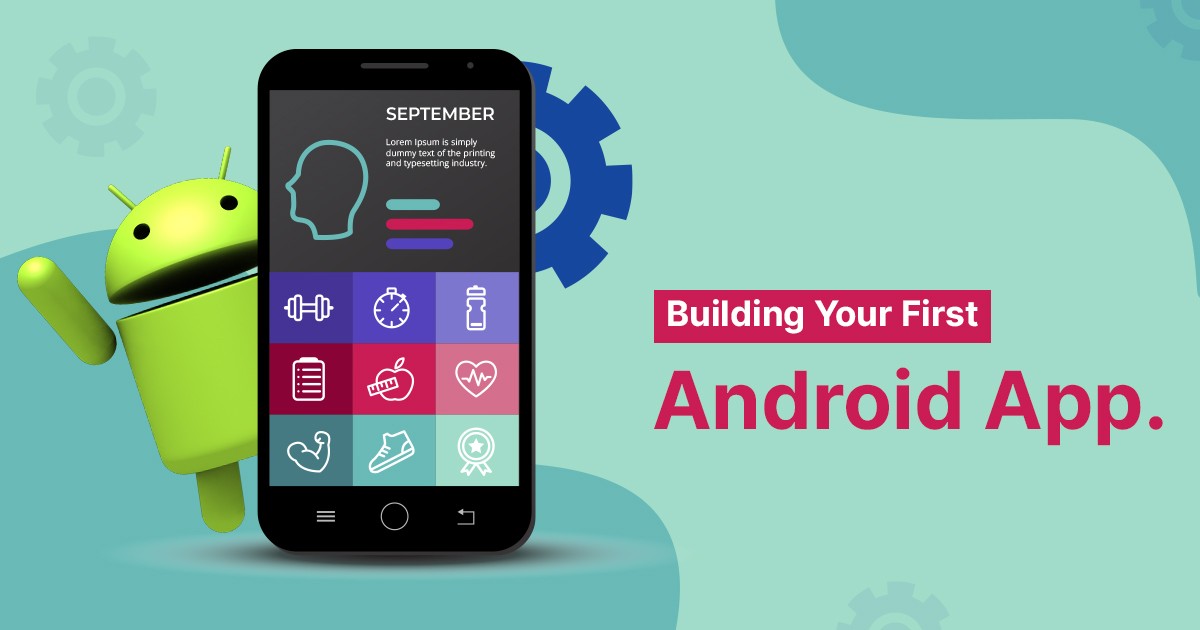 SEPTEMBER
Lorem Ipsum is simply
dummy text of the printing
and typesetting industry.
Building Your First
Android App.